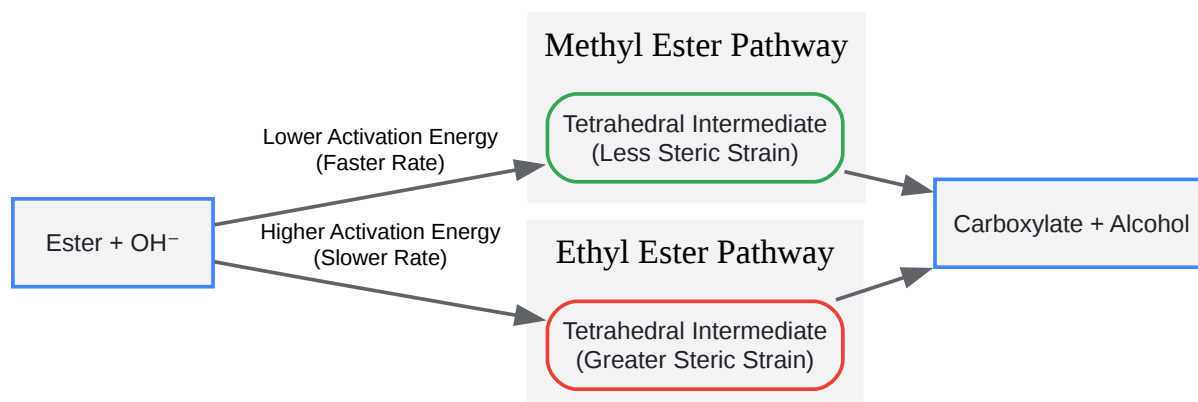 Methyl Ester Pathway
Tetrahedral Intermediate
(Less Steric Strain)
Lower Activation Energy
(Faster Rate)
Ester + OH⁻
Higher Activation Energy
(Slower Rate)
Ethyl Ester Pathway
Tetrahedral Intermediate
(Greater Steric Strain)
Carboxylate + Alcohol